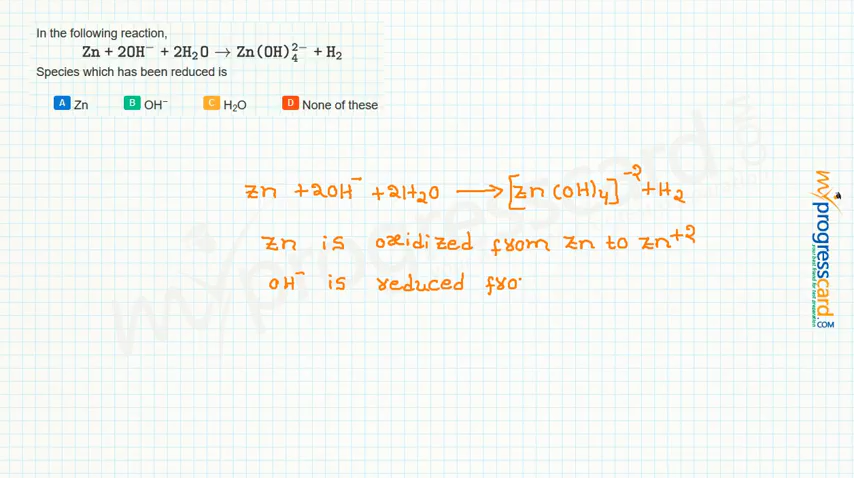 In the following reaction,
Zn + 2OH⁻ + 2H₂O → Zn(OH)₄²⁻ + H₂
Species which has been reduced is
A Zn B OH⁻ C H₂O D None of these
Zn + 2OH⁻ + 2H₂O ⟶ [Zn(OH)₄]⁻² + H₂
Zn is oxidized from Zn to Zn⁺²
OH⁻ is reduced fro
myprogresscard.COM